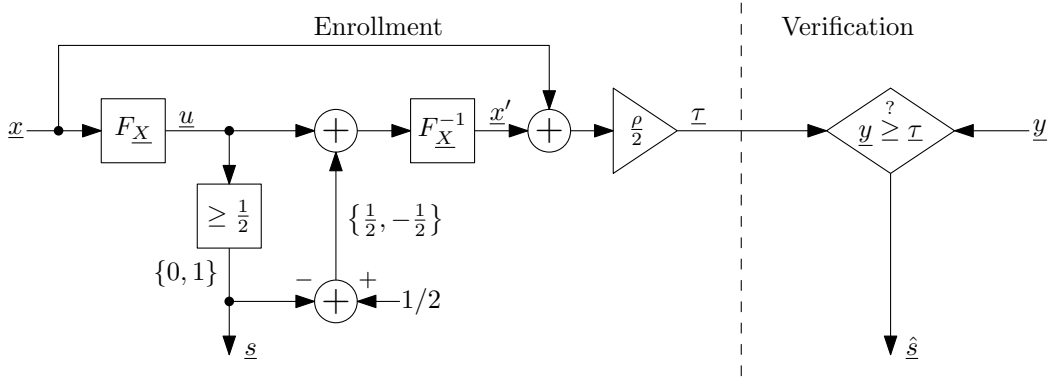 Enrollment
Verification
x
F_X
u
+
F_X^{-1}
x′
+
ρ/2
τ
y ≥? τ
y
≥ 1/2
{1/2, −1/2}
{0, 1}
−
+
+
1/2
s
ŝ